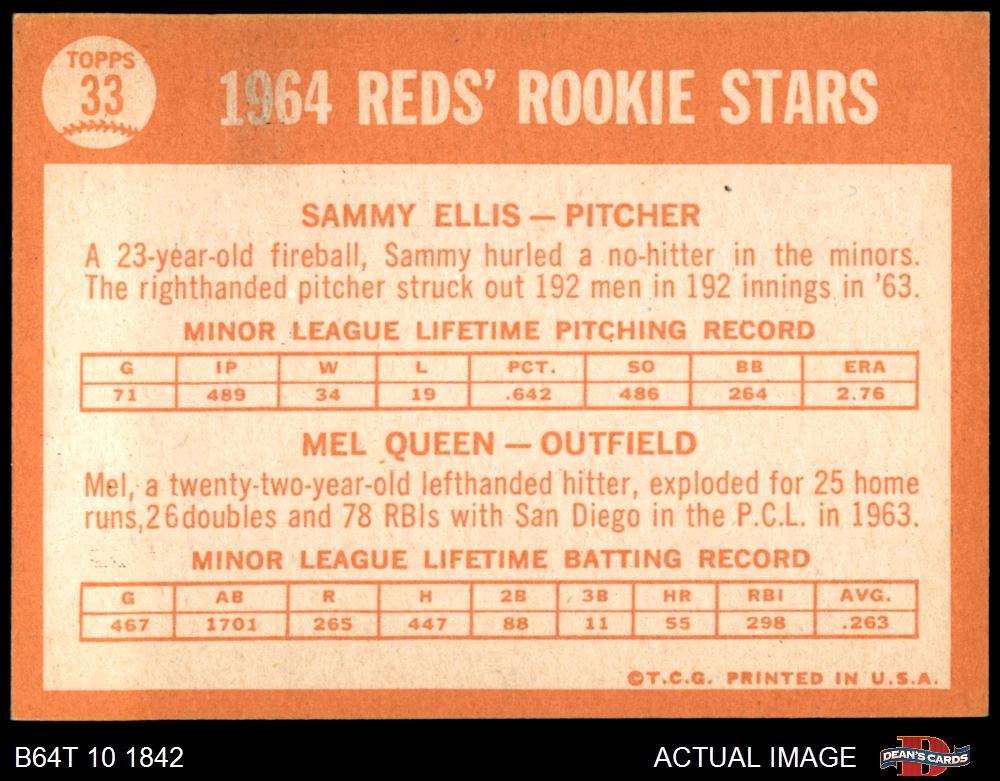 TOPPS
33
1964 REDS' ROOKIE STARS
SAMMY ELLIS — PITCHER
A 23-year-old fireball, Sammy hurled a no-hitter in the minors.
The righthanded pitcher struck out 192 men in 192 innings in '63.
MINOR LEAGUE LIFETIME PITCHING RECORD
G IP W L PCT. SO BB ERA
71 489 34 19 .642 486 264 2.76
MEL QUEEN — OUTFIELD
Mel, a twenty-two-year-old lefthanded hitter, exploded for 25 home
runs,26doubles and 78 RBIs with San Diego in the P.C.L. in 1963.
MINOR LEAGUE LIFETIME BATTING RECORD
G AB R H 2B 3B HR RBI AVG.
467 1701 265 447 88 11 55 298 .263
©T.C.G. PRINTED IN U.S.A.
B64T 10 1842
ACTUAL IMAGE
D
DEAN'S CARDS